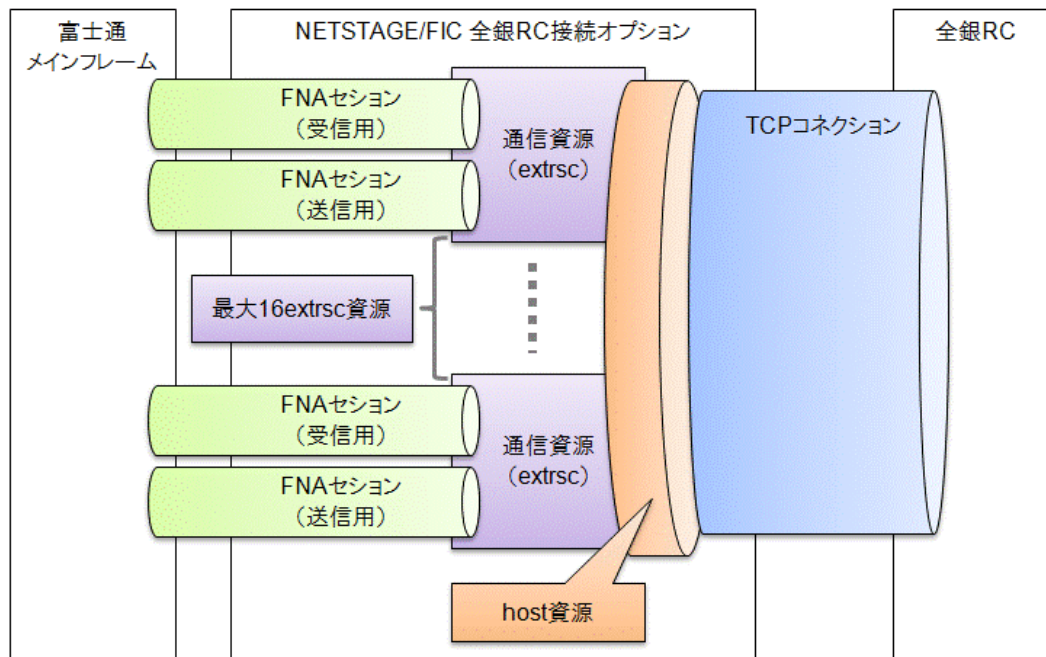 富士通
メインフレーム
NETSTAGE/FIC 全銀RC接続オプション
全銀RC
FNAセション
（受信用）
FNAセション
（送信用）
通信資源
（extrsc）
TCPコネクション
最大16extrsc資源
FNAセション
（受信用）
FNAセション
（送信用）
通信資源
（extrsc）
host資源